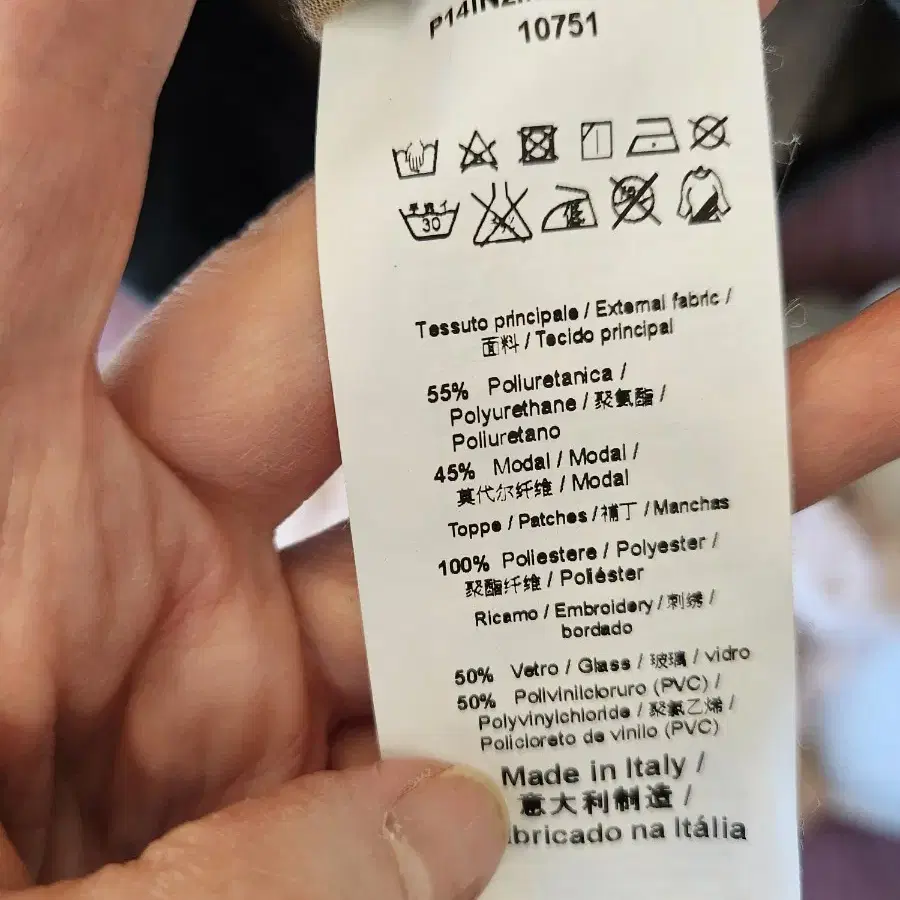 10751
30
低
Tessuto principale / External fabric /
面料 / Tecido principal
55% Poliuretanica /
Polyurethane / 聚氨酯 /
Poliuretano
45% Modal / Modal /
莫代尔纤维 / Modal
Toppe / Patches / 補丁 / Manchas
100% Poliestere / Polyester /
聚酯纤维 / Poliéster
Ricamo / Embroidery / 刺绣 /
bordado
50% Vetro / Glass / 玻璃 / vidro
50% Polivinilcloruro (PVC) /
Polyvinylchloride / 聚氯乙烯 /
Policloreto de vinilo (PVC)
Made in Italy /
意大利制造 /
bricado na Itália